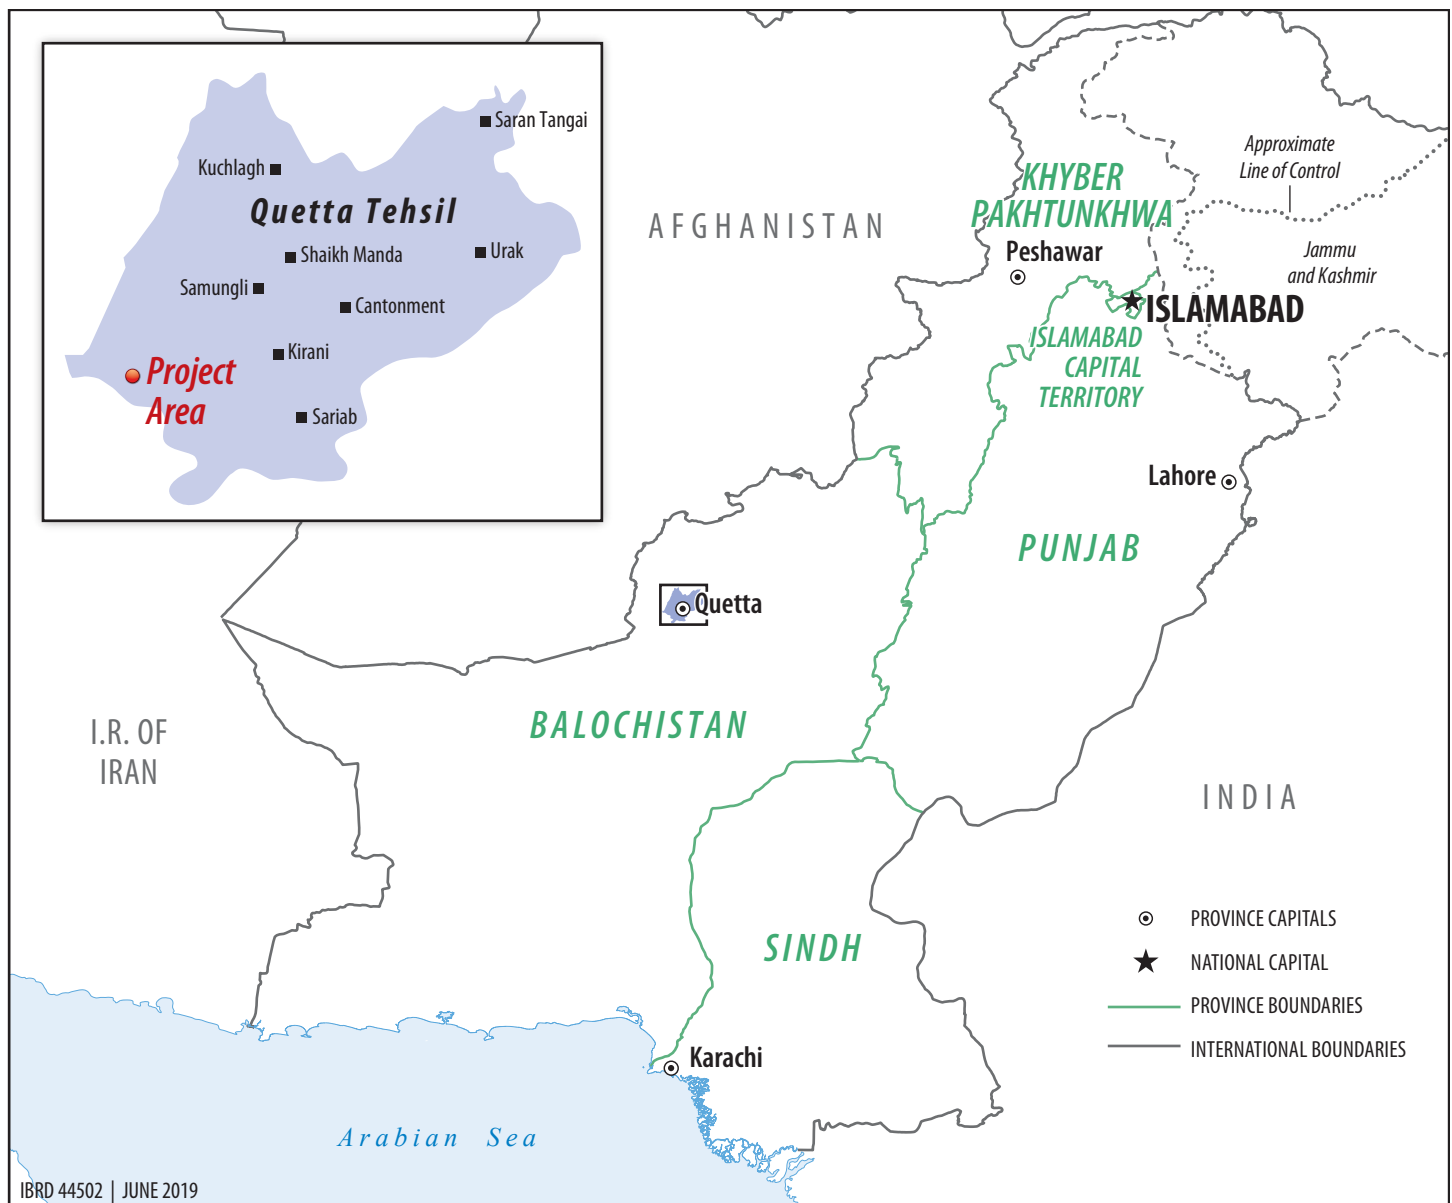 Saran Tangai
Kuchlagh
Quetta Tehsil
Shaikh Manda
Urak
Samungli
Cantonment
Kirani
Project
Area
Sariab
AFGHANISTAN
KHYBER
PAKHTUNKHWA
Peshawar
Approximate
Line of Control
Jammu
and Kashmir
ISLAMABAD
ISLAMABAD
CAPITAL
TERRITORY
Lahore
PUNJAB
Quetta
BALOCHISTAN
I.R. OF
IRAN
INDIA
SINDH
Karachi
Arabian Sea
PROVINCE CAPITALS
NATIONAL CAPITAL
PROVINCE BOUNDARIES
INTERNATIONAL BOUNDARIES
IBRD 44502 | JUNE 2019